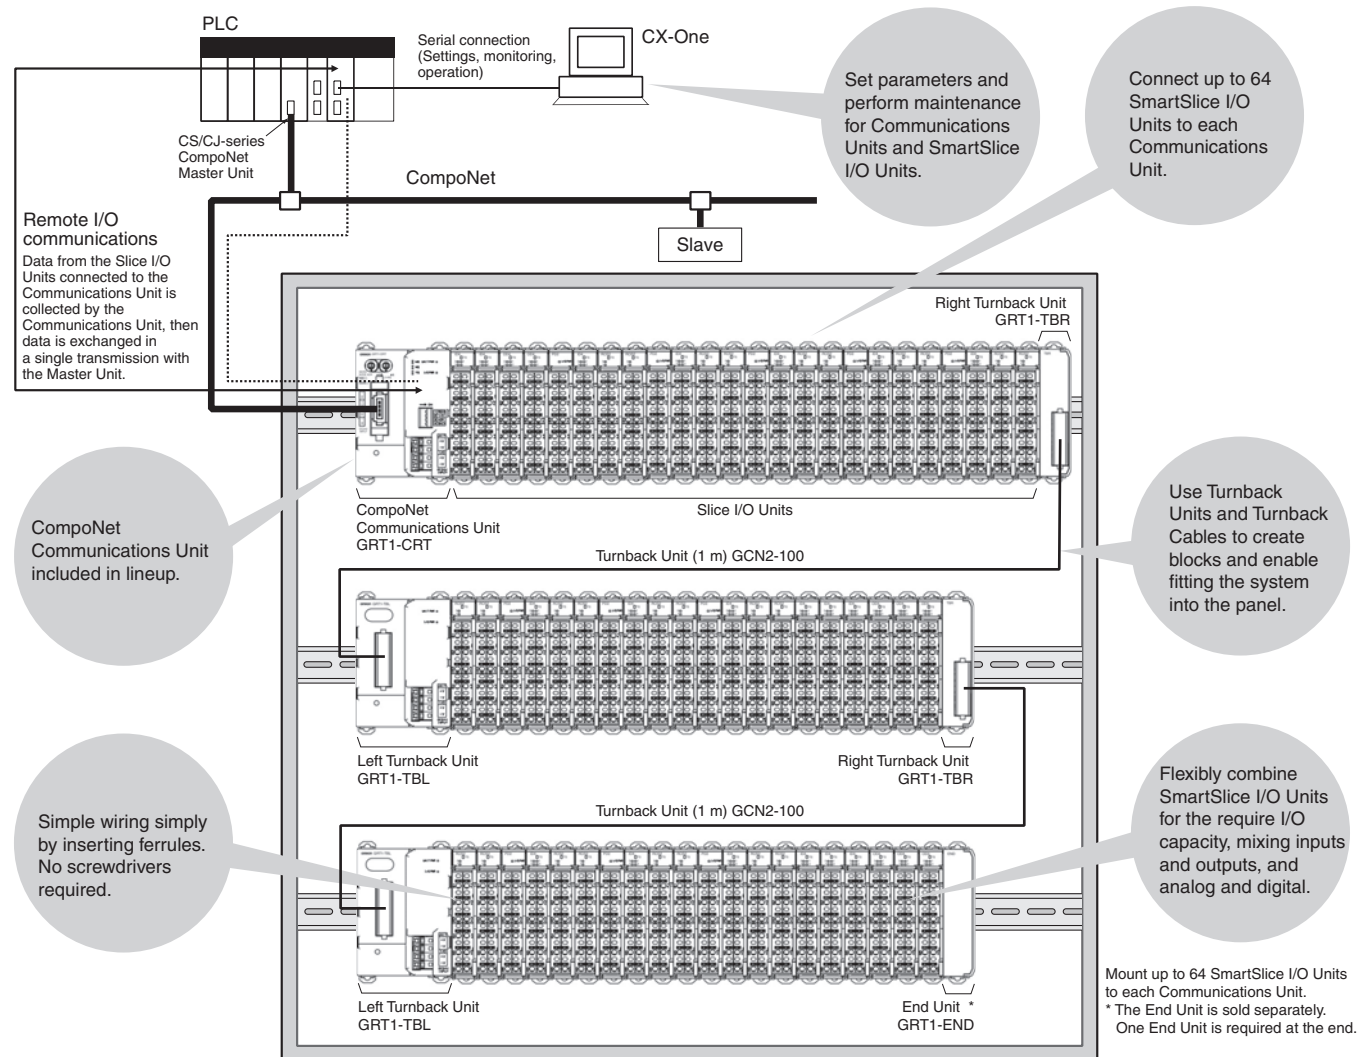 PLC
Serial connection
(Settings, monitoring,
operation)
CX-One
Set parameters and
perform maintenance
for Communications
Units and SmartSlice
I/O Units.
Connect up to 64
SmartSlice I/O
Units to each
Communications
Unit.
CS/CJ-series
CompoNet
Master Unit
CompoNet
Slave
Remote I/O
communications
Data from the Slice I/O
Units connected to the
Communications Unit is
collected by the
Communications Unit, then
data is exchanged in
a single transmission with
the Master Unit.
Right Turnback Unit
GRT1-TBR
CompoNet
Communications Unit
GRT1-CRT
Slice I/O Units
CompoNet
Communications Unit
included in lineup.
Use Turnback
Units and Turnback
Cables to create
blocks and enable
fitting the system
into the panel.
Turnback Unit (1 m) GCN2-100
Left Turnback Unit
GRT1-TBL
Right Turnback Unit
GRT1-TBR
Turnback Unit (1 m) GCN2-100
Simple wiring simply
by inserting ferrules.
No screwdrivers
required.
Flexibly combine
SmartSlice I/O Units
for the require I/O
capacity, mixing inputs
and outputs, and
analog and digital.
Left Turnback Unit
GRT1-TBL
End Unit *
GRT1-END
Mount up to 64 SmartSlice I/O Units
to each Communications Unit.
* The End Unit is sold separately.
One End Unit is required at the end.